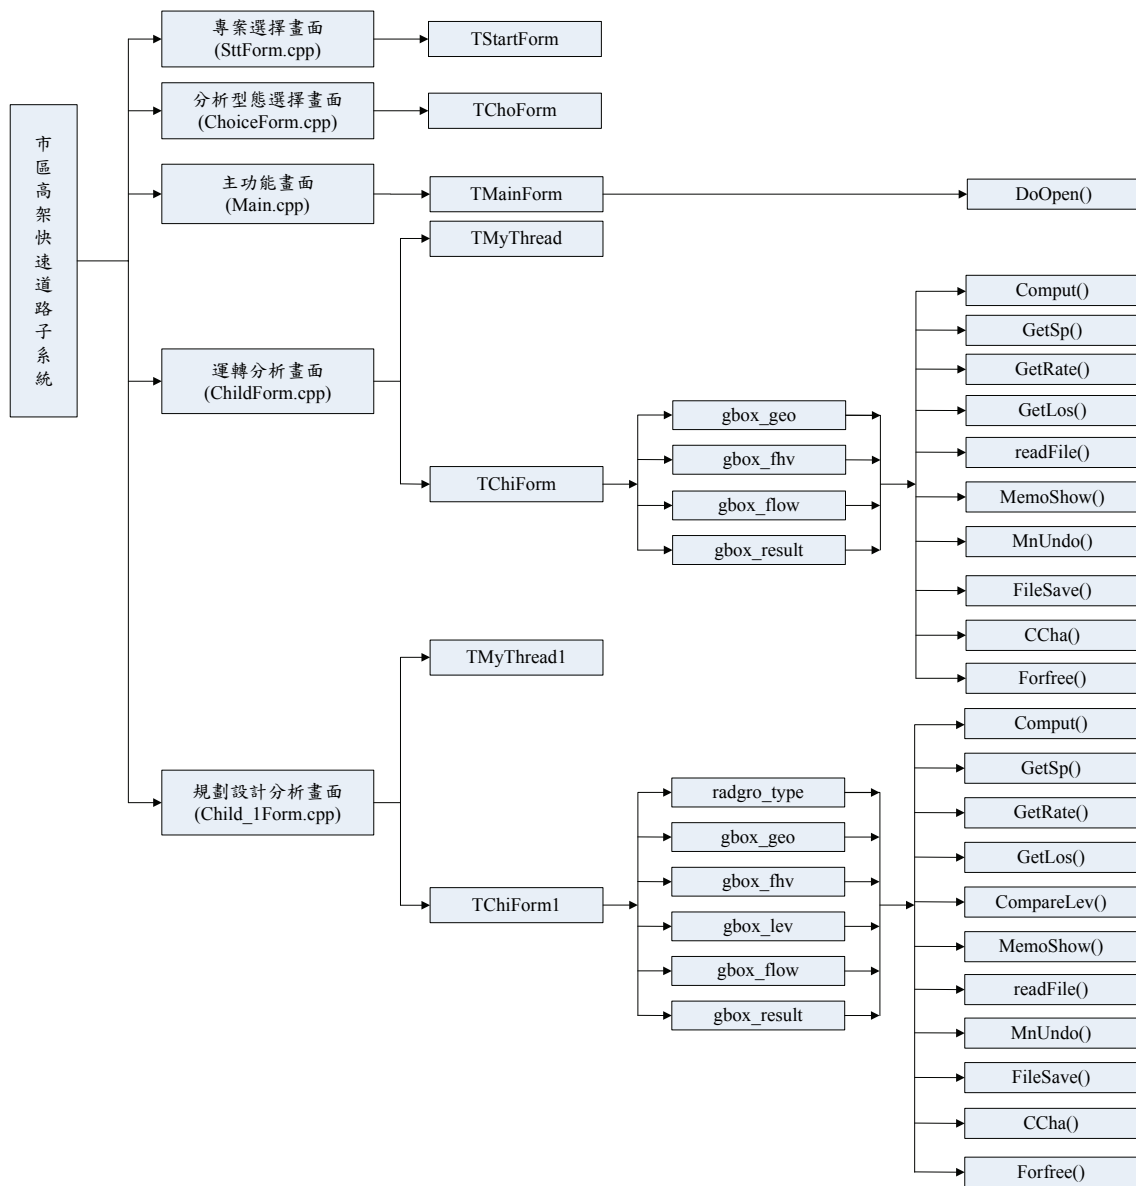 市區高架快速道路子系統
專案選擇畫面
(SttForm.cpp)
TStartForm
分析型態選擇畫面
(ChoiceForm.cpp)
TChoForm
主功能畫面
(Main.cpp)
TMainForm
DoOpen()
運轉分析畫面
(ChildForm.cpp)
TMyThread
TChiForm
gbox_geo
gbox_fhv
gbox_flow
gbox_result
Comput()
GetSp()
GetRate()
GetLos()
readFile()
MemoShow()
MnUndo()
FileSave()
CCha()
Forfree()
規劃設計分析畫面
(Child_1Form.cpp)
TMyThread1
TChiForm1
radgro_type
gbox_geo
gbox_fhv
gbox_lev
gbox_flow
gbox_result
Comput()
GetSp()
GetRate()
GetLos()
CompareLev()
MemoShow()
readFile()
MnUndo()
FileSave()
CCha()
Forfree()